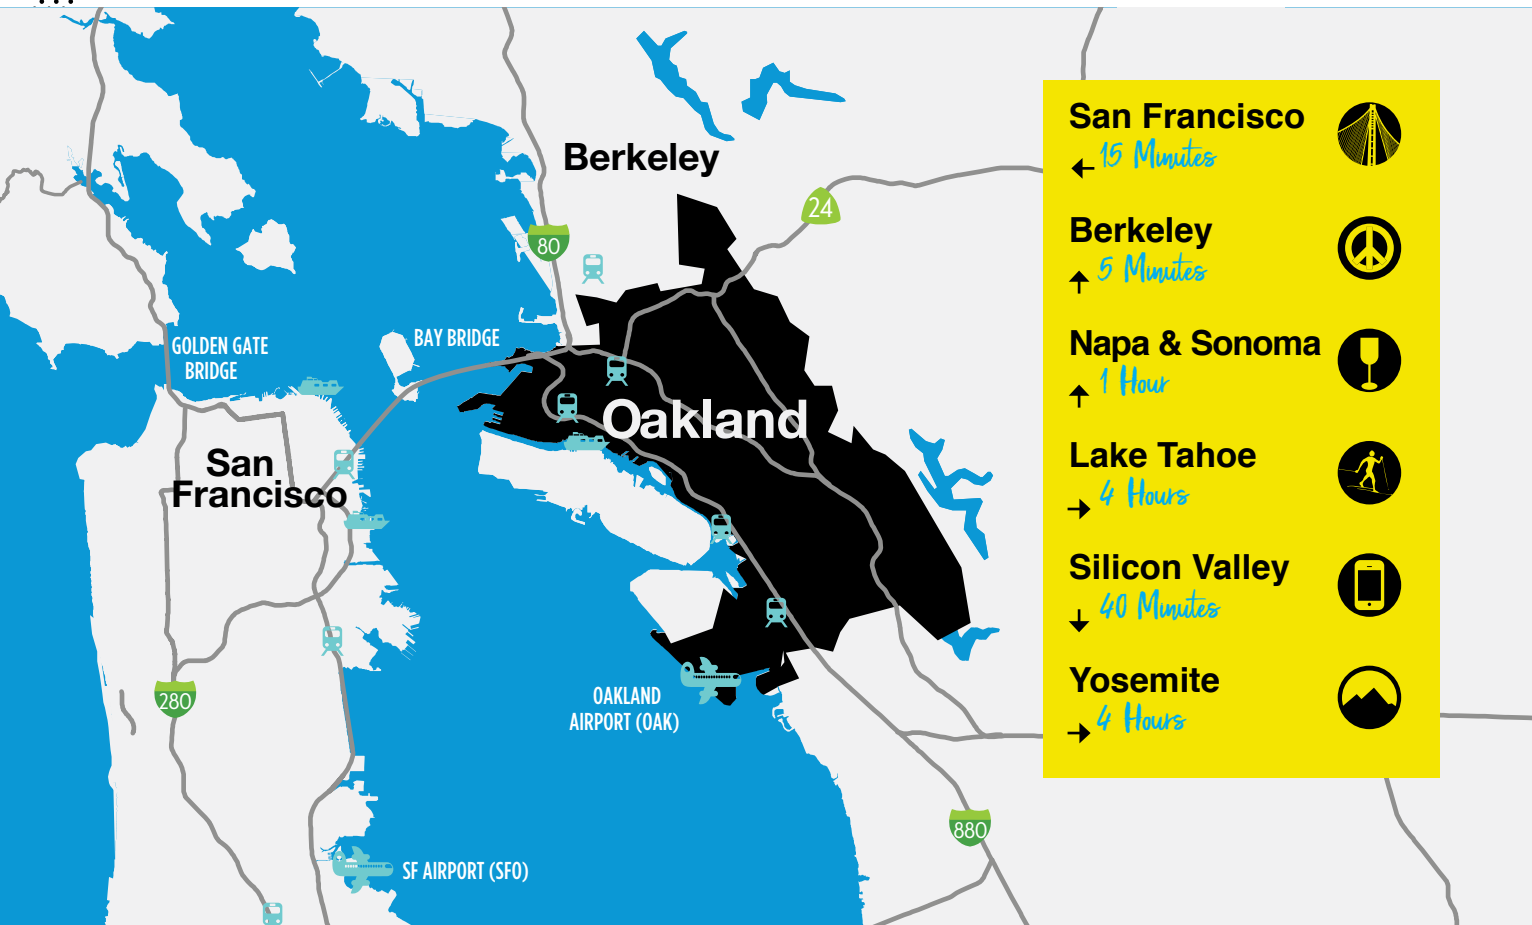 Berkeley
24
80
GOLDEN GATE
BRIDGE
BAY BRIDGE
Oakland
San
Francisco
280
OAKLAND
AIRPORT (OAK)
880
SF AIRPORT (SFO)
San Francisco
← 15 Minutes
Berkeley
↑ 5 Minutes
Napa & Sonoma
↑ 1 Hour
Lake Tahoe
→ 4 Hours
Silicon Valley
↓ 40 Minutes
Yosemite
→ 4 Hours